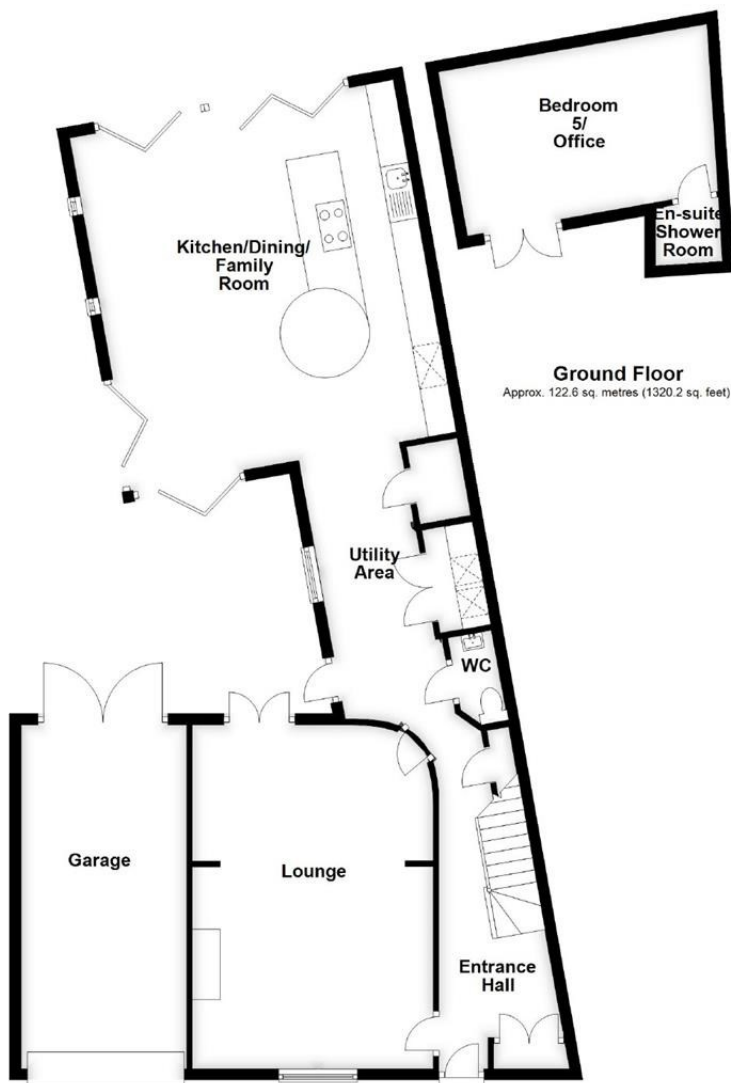 Bedroom
5/
Office
En-suite
Shower
Room
Kitchen/Dining/
Family
Room
Ground Floor
Approx. 122.6 sq. metres (1320.2 sq. feet)
Utility
Area
WC
Garage
Lounge
Entrance
Hall